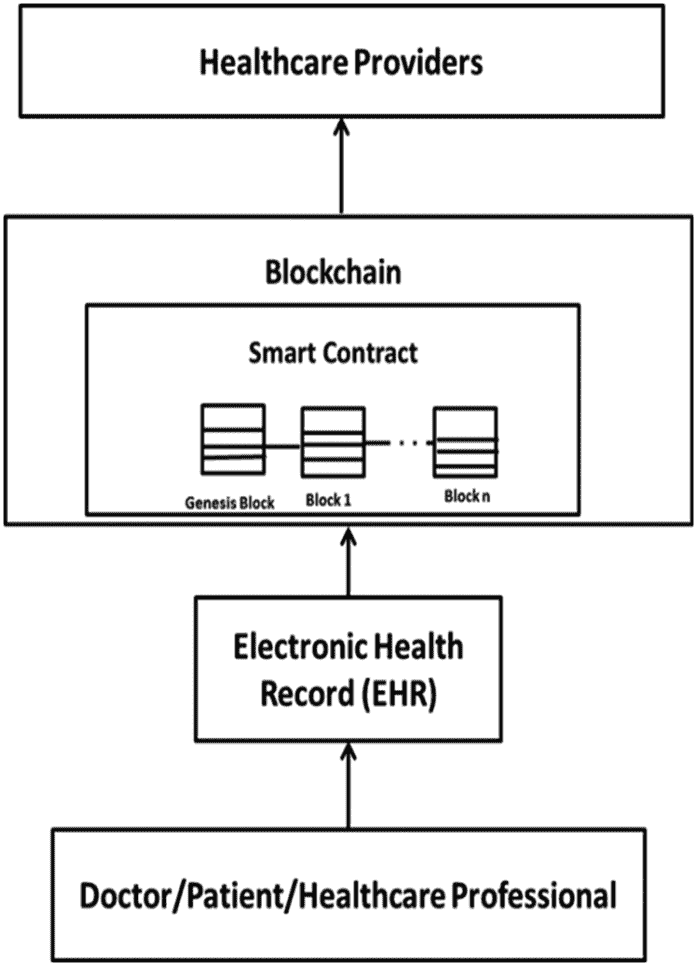 Healthcare Providers
Blockchain
Smart Contract
Genesis Block
Block 1
Block n
Electronic Health
Record (EHR)
Doctor/Patient/Healthcare Professional